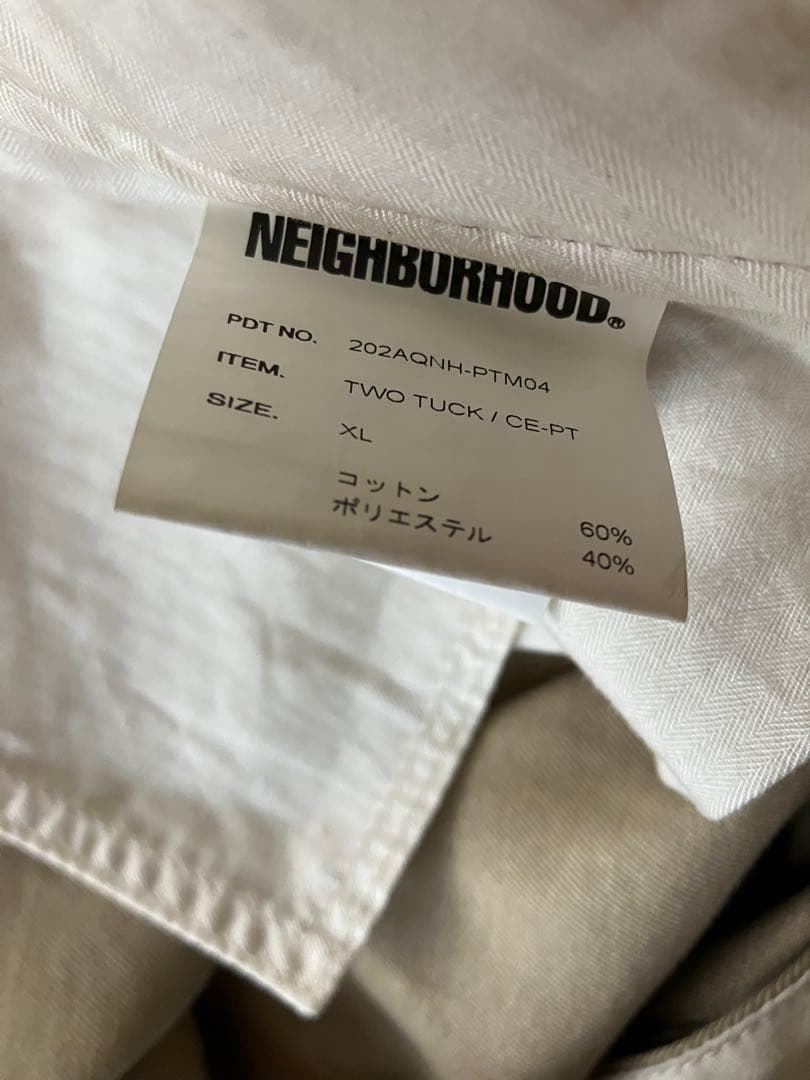 NEIGHBORHOOD®
PDT NO. 202AQNH-PTM04
ITEM. TWO TUCK / CE-PT
SIZE. XL
コットン 60%
ポリエステル 40%